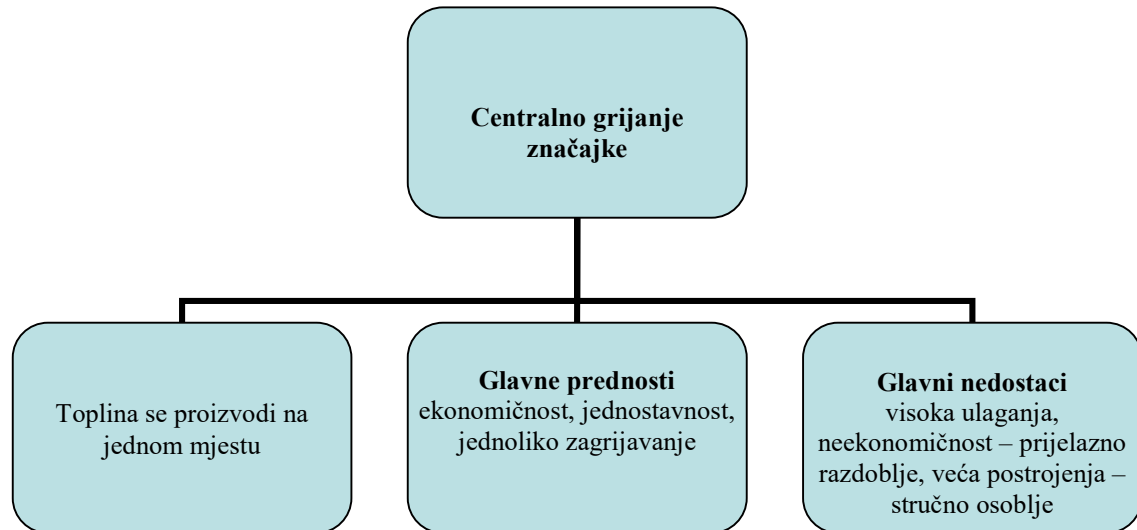 Centralno grijanje
značajke
Toplina se proizvodi na
jednom mjestu
Glavne prednosti
ekonomičnost, jednostavnost,
jednoliko zagrijavanje
Glavni nedostaci
visoka ulaganja,
neekonomičnost – prijelazno
razdoblje, veća postrojenja –
stručno osoblje